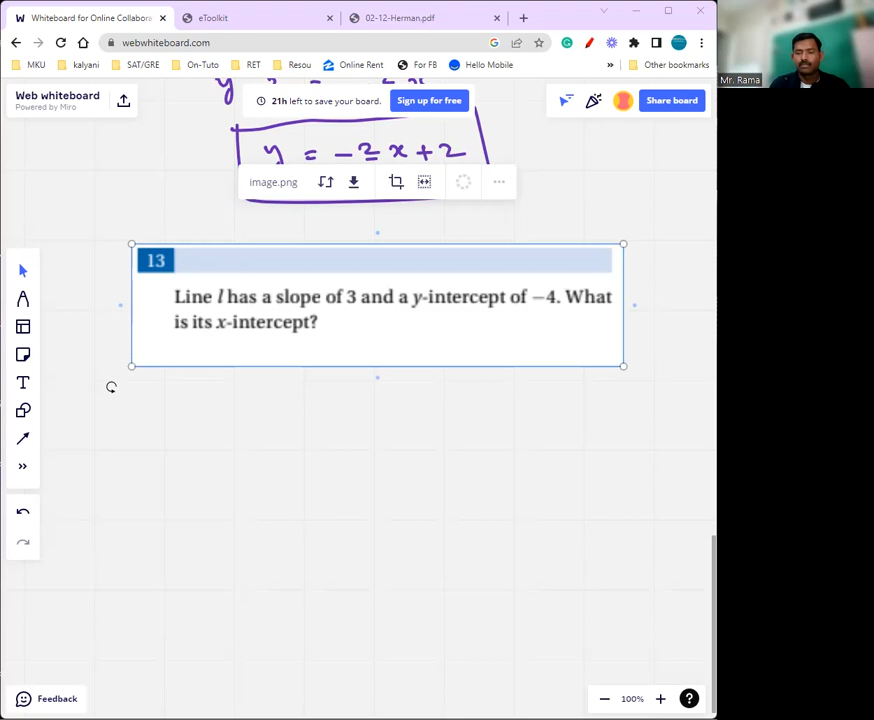 Whiteboard for Online Collabora
eToolkit
02-12-Herman.pdf
webwhiteboard.com
MKU
kalyani
SAT/GRE
On-Tuto
RET
Resou
Online Rent
For FB
Hello Mobile
»
Other bookmarks
Mr. Rama
Web whiteboard
Powered by Miro
21h left to save your board.
Sign up for free
Share board
y = -2x+2
image.png
13
Line l has a slope of 3 and a y-intercept of −4. What
is its x-intercept?
Feedback
100%